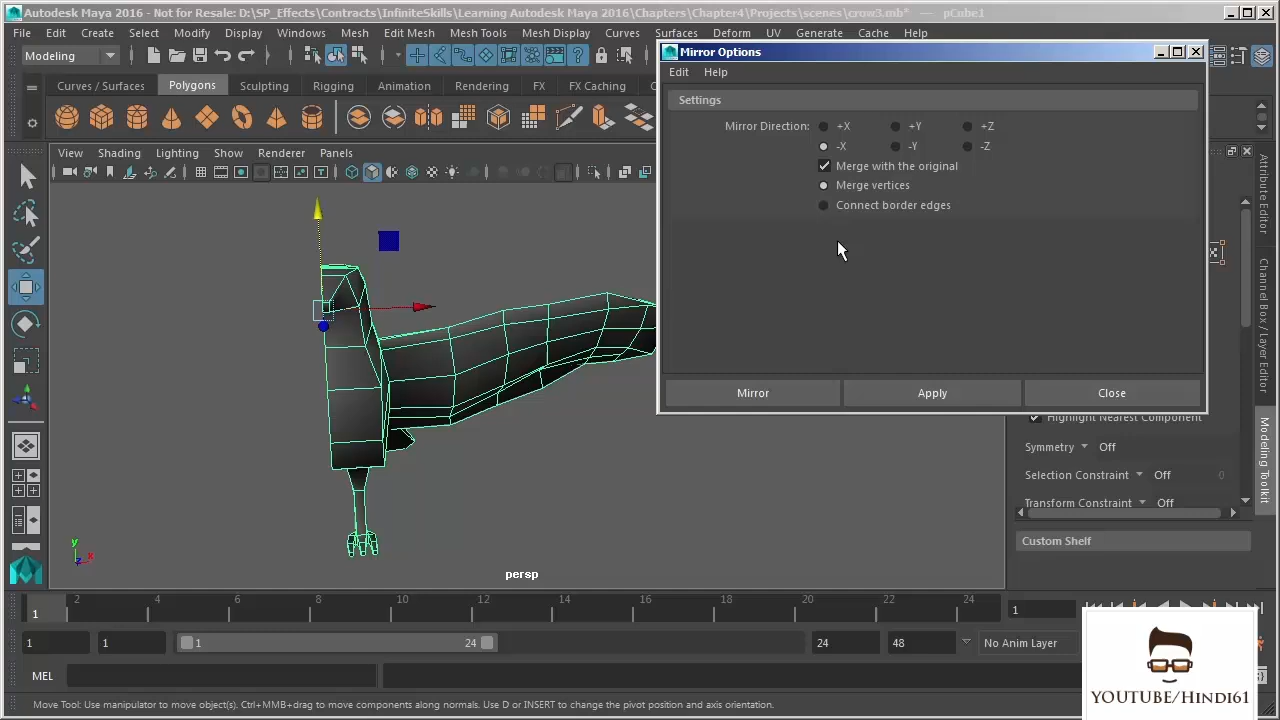 Autodesk Maya 2016 - Not for Resale: D:\SP_Effects\Contracts\InfiniteSkills\Learning Autodesk Maya 2016\Chapters\Chapter4\Projects\scenes\crow3.mb* --- pCube1
File Edit Create Select Modify Display Windows Mesh Edit Mesh Mesh Tools Mesh Display Curves Surfaces Deform UV Generate Cache Help
Modeling
Mirror Options
Edit Help
Curves / Surfaces Polygons Sculpting Rigging Animation Rendering FX FX Caching
Settings
Mirror Direction: +X +Y +Z
-X -Y -Z
Merge with the original
Merge vertices
Connect border edges
Mirror Apply Close
View Shading Lighting Show Renderer Panels
Attribute Editor
Channel Box / Layer Editor
Modeling Toolkit
Highlight Nearest Component
Symmetry Off
Selection Constraint Off 0
Transform Constraint Off
Custom Shelf
y
z x
persp
1 2 4 6 8 10 12 14 16 18 20 22 24 1
1 1 1 24 24 48 No Anim Layer
MEL
Move Tool: Use manipulator to move object(s). Ctrl+MMB+drag to move components along normals. Use D or INSERT to change the pivot position and axis orientation.
YOUTUBE/HINDI61